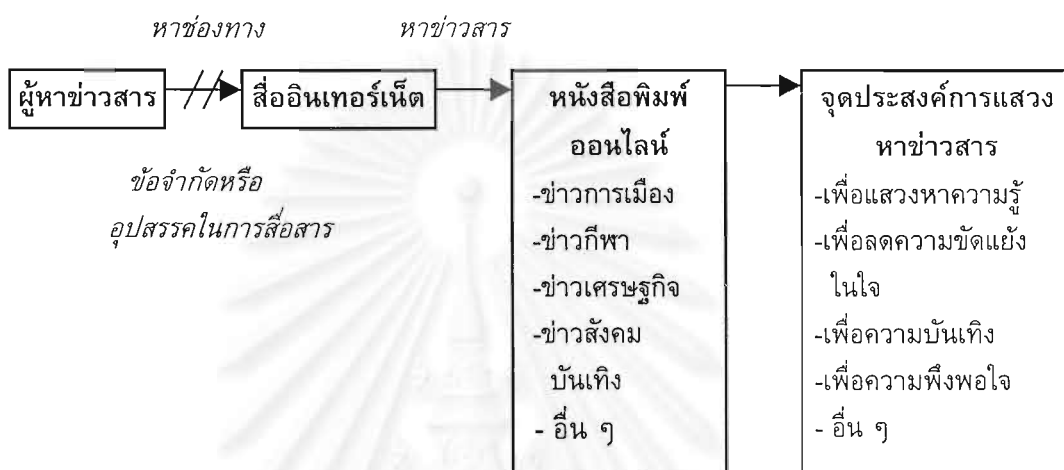 หาช่องทาง
หาข่าวสาร
ผู้หาข่าวสาร
สื่ออินเทอร์เน็ต
ข้อจำกัดหรือ
อุปสรรคในการสื่อสาร
หนังสือพิมพ์
ออนไลน์
-ข่าวการเมือง
-ข่าวกีฬา
-ข่าวเศรษฐกิจ
-ข่าวสังคม
บันเทิง
- อื่น ๆ
จุดประสงค์การแสวง
หาข่าวสาร
-เพื่อแสวงหาความรู้
-เพื่อลดความขัดแย้ง
ในใจ
-เพื่อความบันเทิง
-เพื่อความพึงพอใจ
- อื่น ๆ